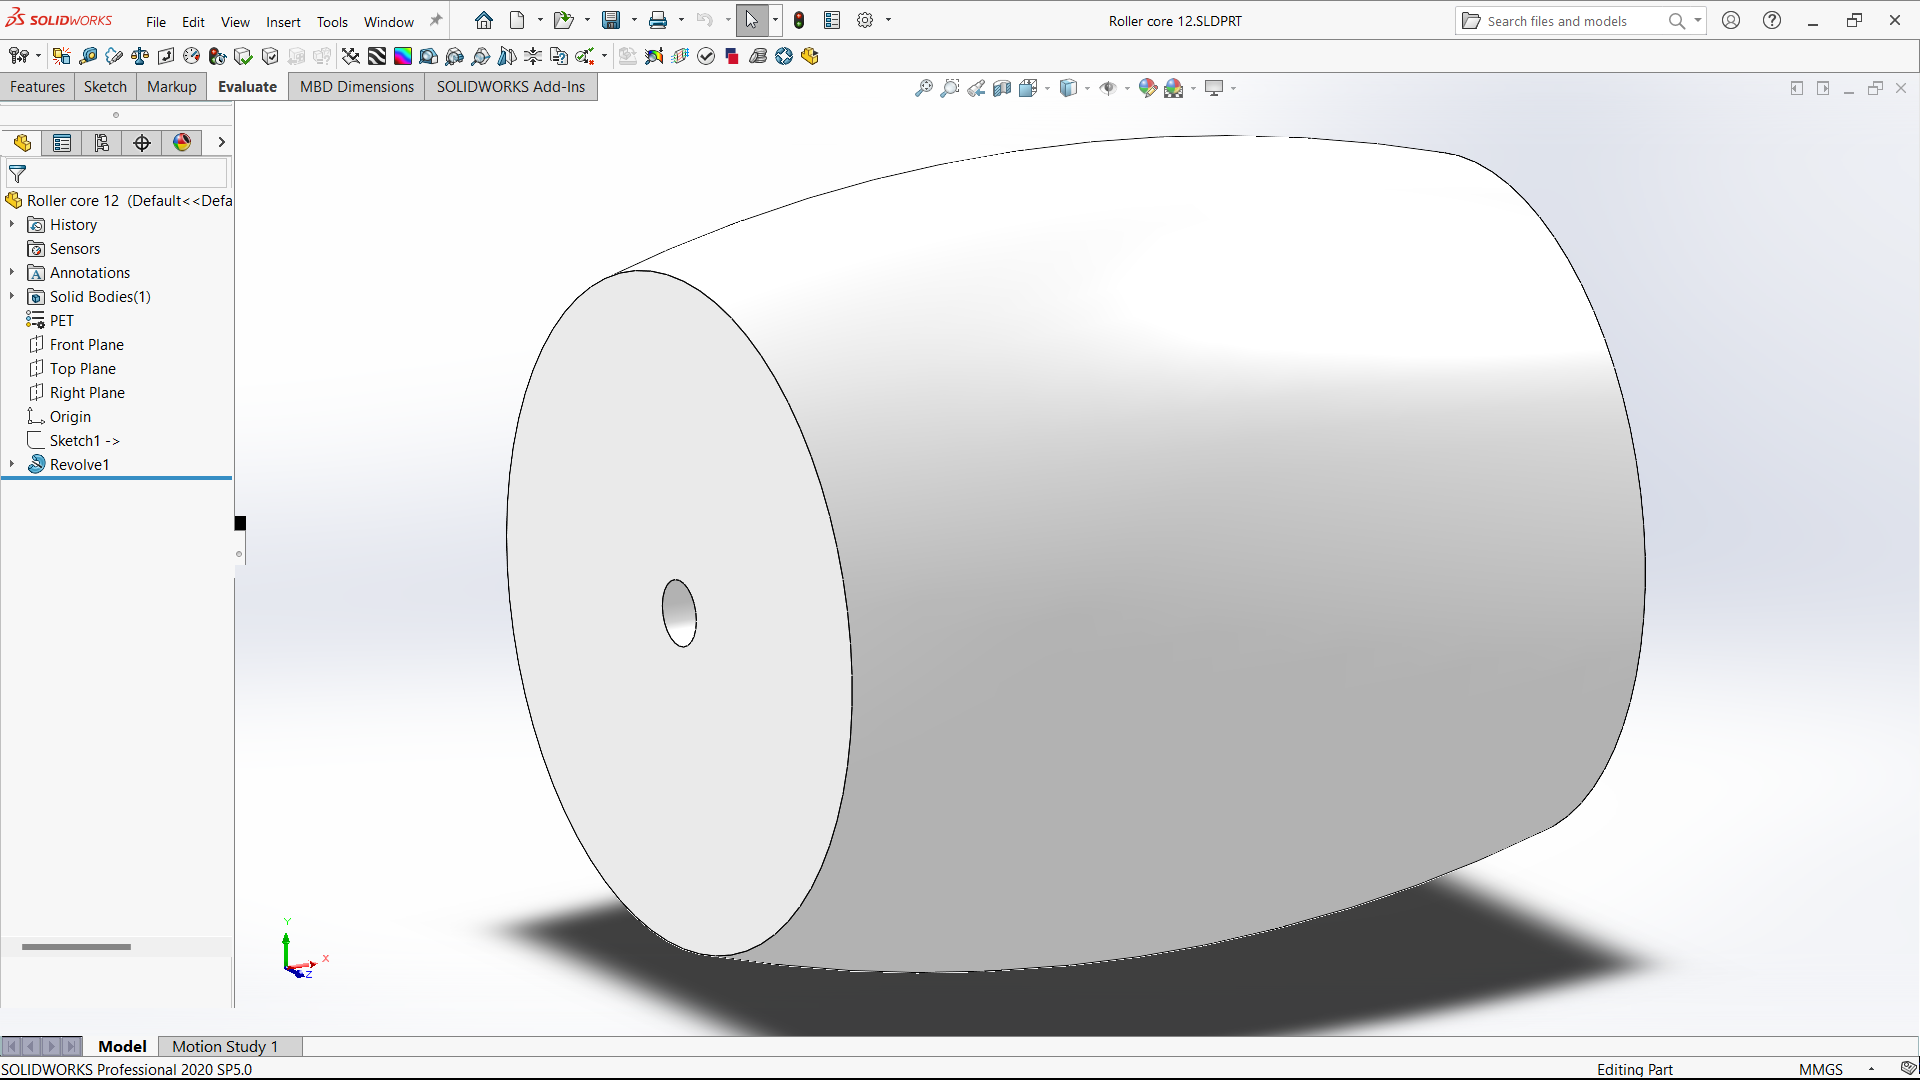 SOLIDWORKS File Edit View Insert Tools Window Roller core 12.SLDPRT Search files and models
Features Sketch Markup Evaluate MBD Dimensions SOLIDWORKS Add-Ins
Roller core 12 (Default<<Defa
History
Sensors
Annotations
Solid Bodies(1)
PET
Front Plane
Top Plane
Right Plane
Origin
Sketch1 ->
Revolve1
Y
X
Z
Model Motion Study 1
SOLIDWORKS Professional 2020 SP5.0 Editing Part MMGS